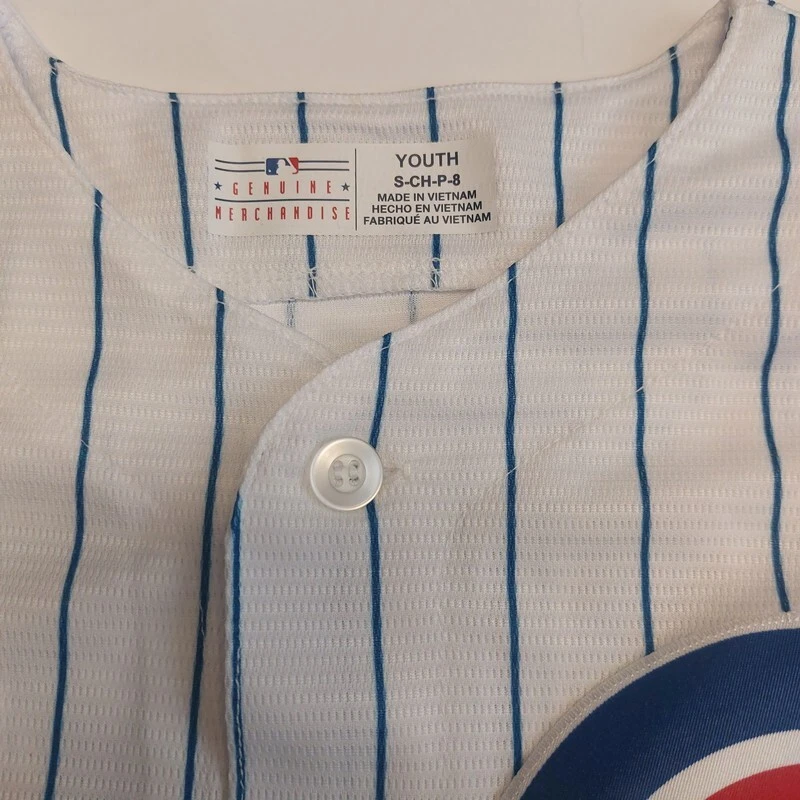 ★ GENUINE ★
MERCHANDISE
YOUTH
S-CH-P-8
MADE IN VIETNAM
HECHO EN VIETNAM
FABRIQUÉ AU VIETNAM